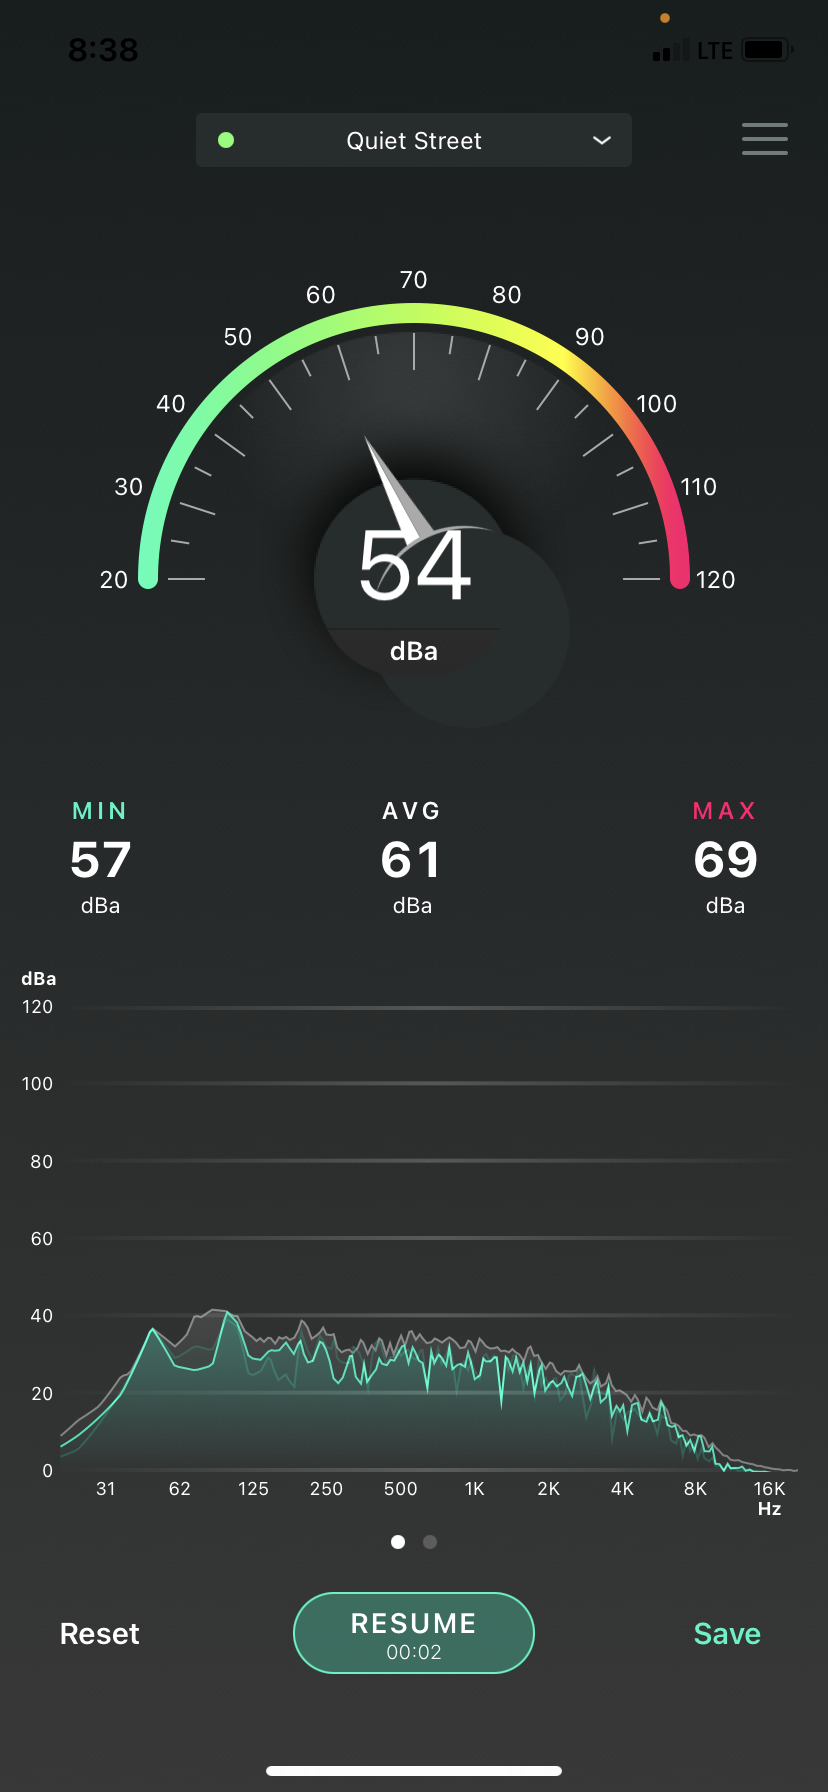 8:38 LTE
Quiet Street
70
60 80
50 90
40 100
30 110
20 120
54
dBa
MIN AVG MAX
57 61 69
dBa dBa dBa
dBa
120
100
80
60
40
20
0
31 62 125 250 500 1K 2K 4K 8K 16K
Hz
Reset RESUME Save
00:02